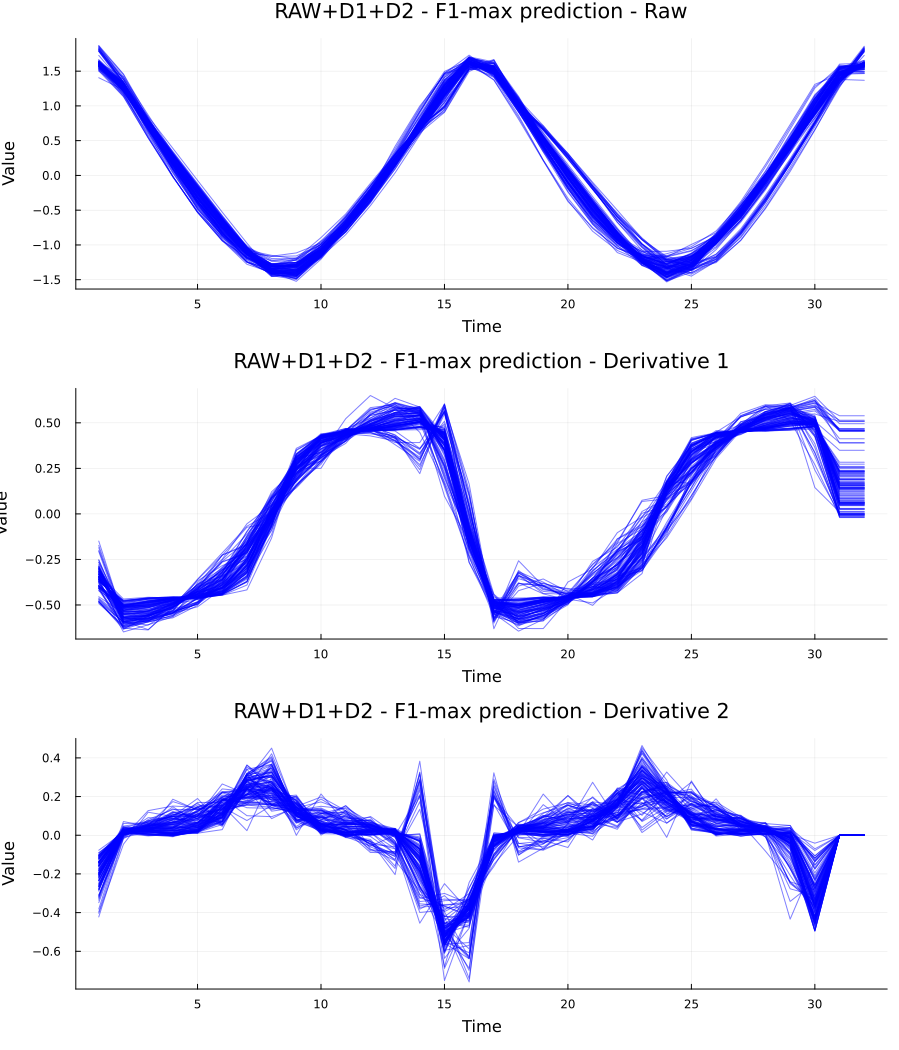 RAW+D1+D2 - F1-max prediction - Raw
Value
1.5
1.0
0.5
0.0
−0.5
−1.0
−1.5
5 10 15 20 25 30
Time
RAW+D1+D2 - F1-max prediction - Derivative 1
Value
0.50
0.25
0.00
−0.25
−0.50
5 10 15 20 25 30
Time
RAW+D1+D2 - F1-max prediction - Derivative 2
Value
0.4
0.2
0.0
−0.2
−0.4
−0.6
5 10 15 20 25 30
Time